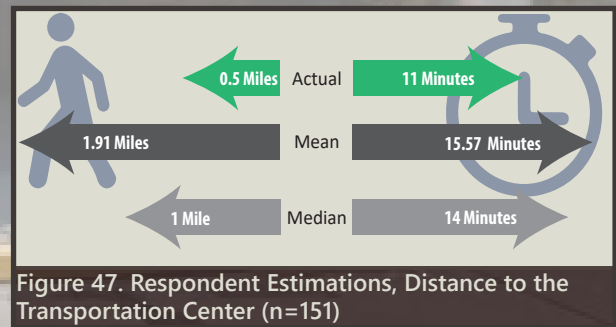 0.5 Miles Actual 11 Minutes
1.91 Miles Mean 15.57 Minutes
1 Mile Median 14 Minutes
Figure 47. Respondent Estimations, Distance to the
Transportation Center (n=151)